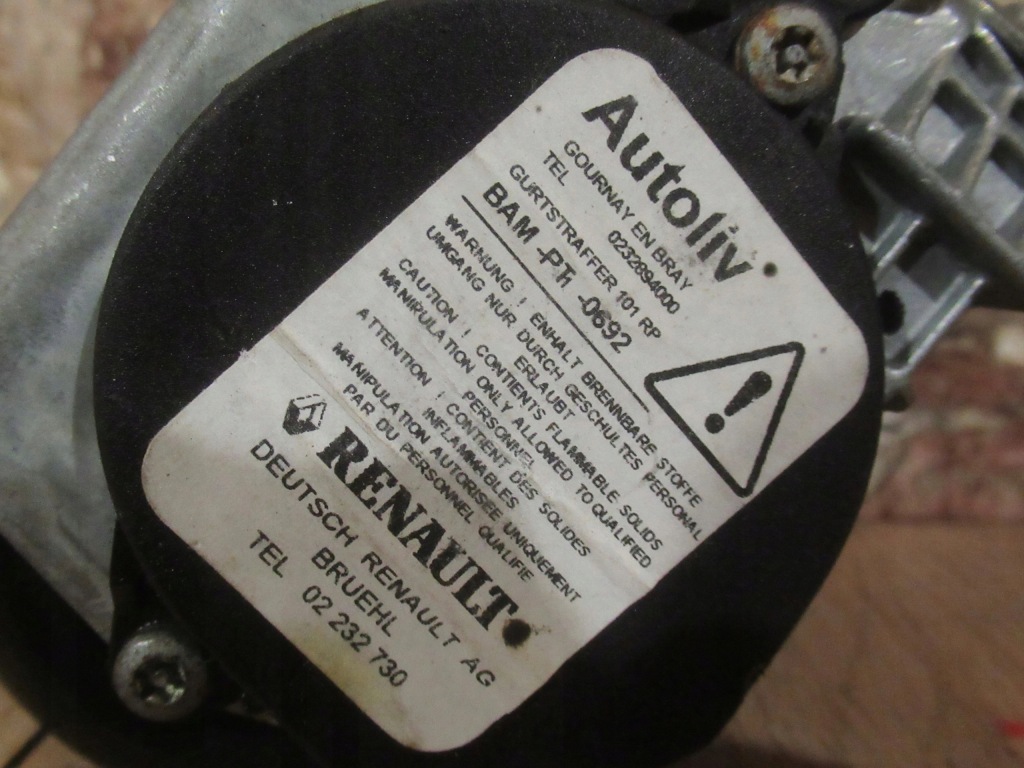 Autoliv
GOURNAY EN BRAY
TEL 0232894000
GURTSTRAFFER 101 RP
BAM -PT1 -0692
WARNUNG ! ENHALT BRENNBARE STOFFE
UMGANG NUR DURCH GESCHULTES PERSONAL
ERLAUBT
CAUTION ! CONTIENTS FLAMMABLE SOLIDS
MANIPULATION ONLY ALLOWED TO QUALIFIED
PERSONNEL
ATTENTION ! CONTIENT DES SOLIDES
INFLAMMABLES
MANIPULATION AUTORISEE UNIQUEMENT
PAR DU PERSONNEL QUALIFIE
RENAULT
DEUTSCH RENAULT AG
BRUEHL
TEL 02 232 730